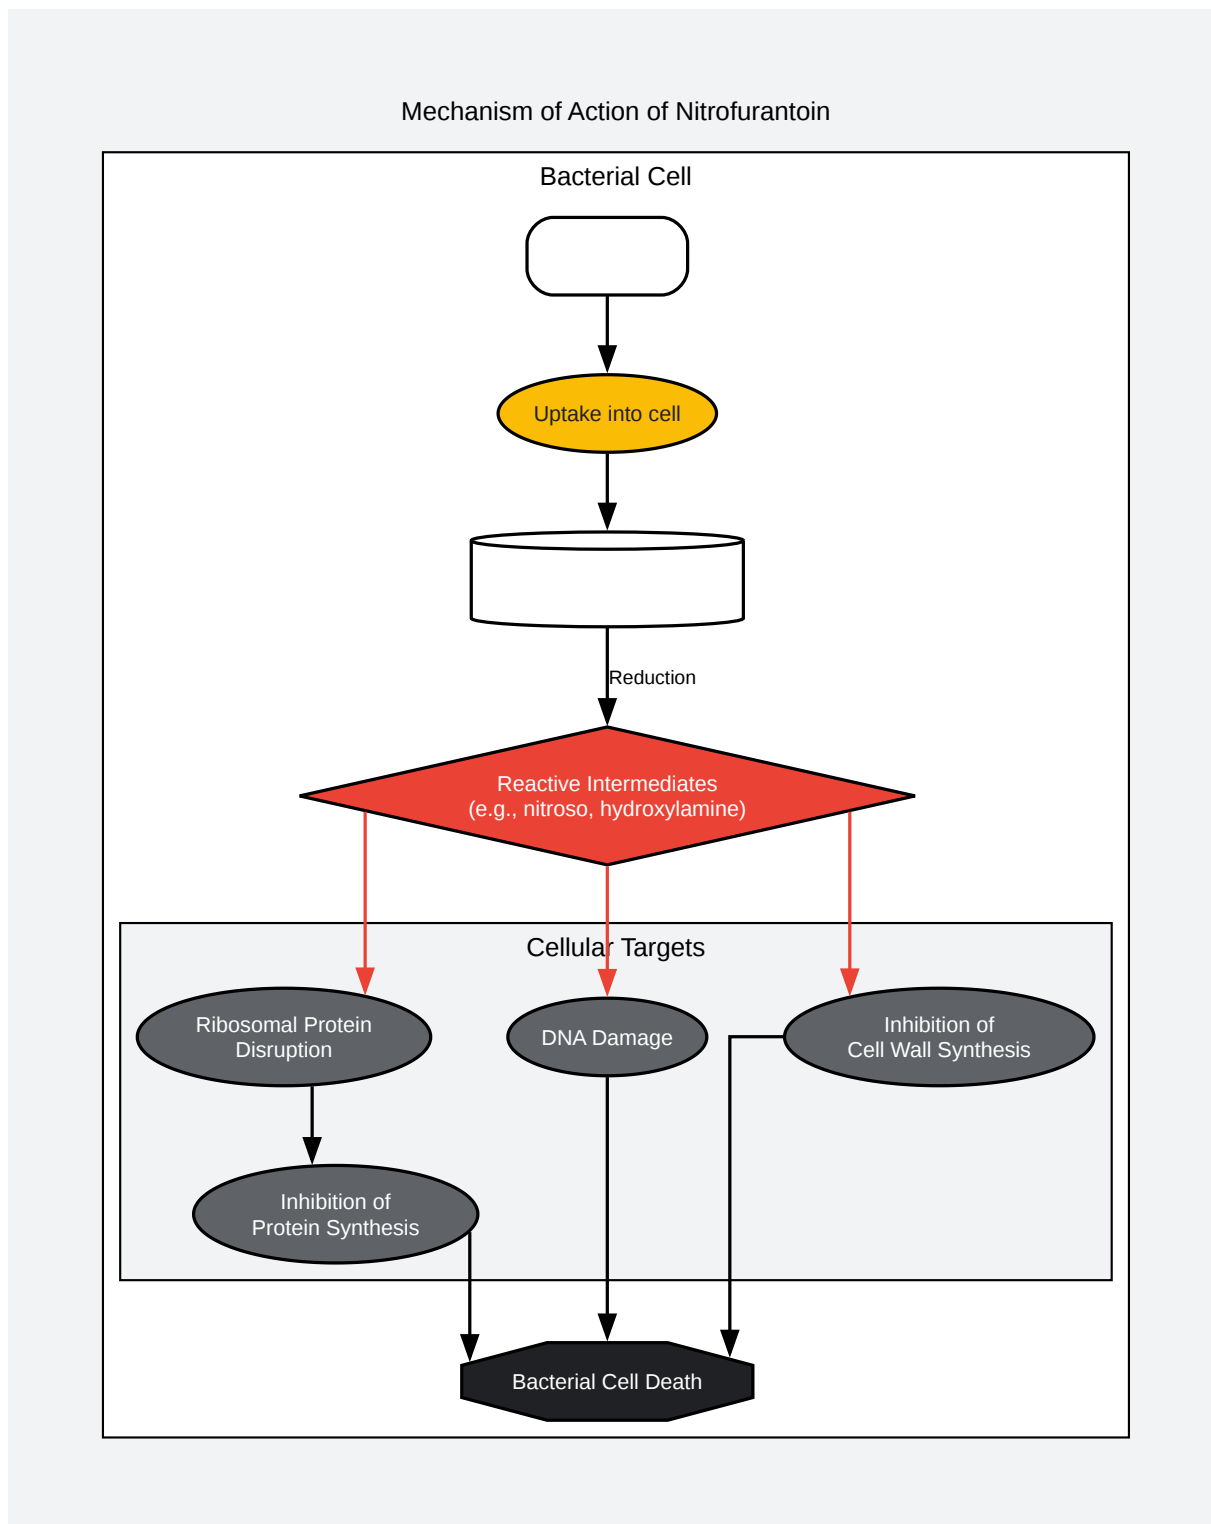 Mechanism of Action of Nitrofurantoin
Bacterial Cell
Uptake into cell
Reduction
Reactive Intermediates
(e.g., nitroso, hydroxylamine)
Cellular Targets
Ribosomal Protein
Disruption
DNA Damage
Inhibition of
Cell Wall Synthesis
Inhibition of
Protein Synthesis
Bacterial Cell Death